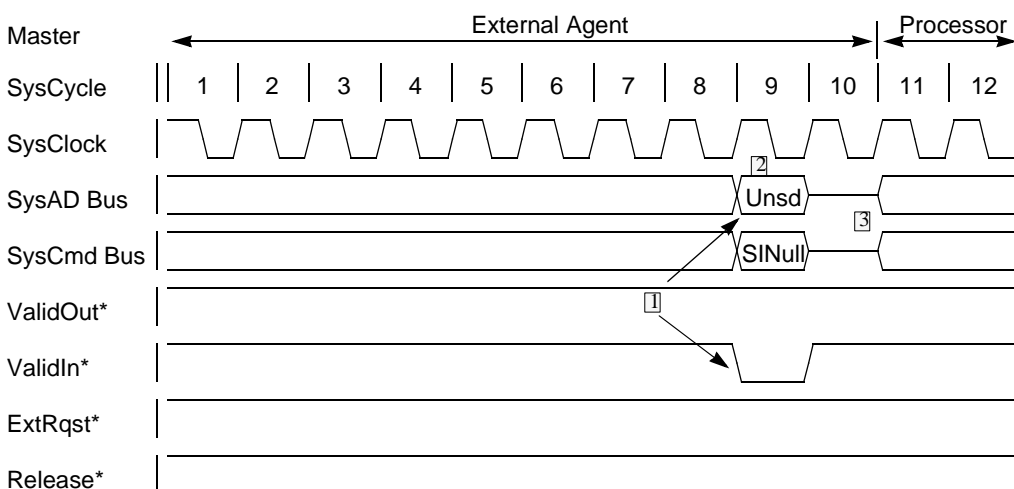 Master External Agent Processor
SysCycle 1 2 3 4 5 6 7 8 9 10 11 12
SysClock
2
SysAD Bus Unsd
3
SysCmd Bus SINull
1
ValidOut*
ValidIn*
ExtRqst*
Release*